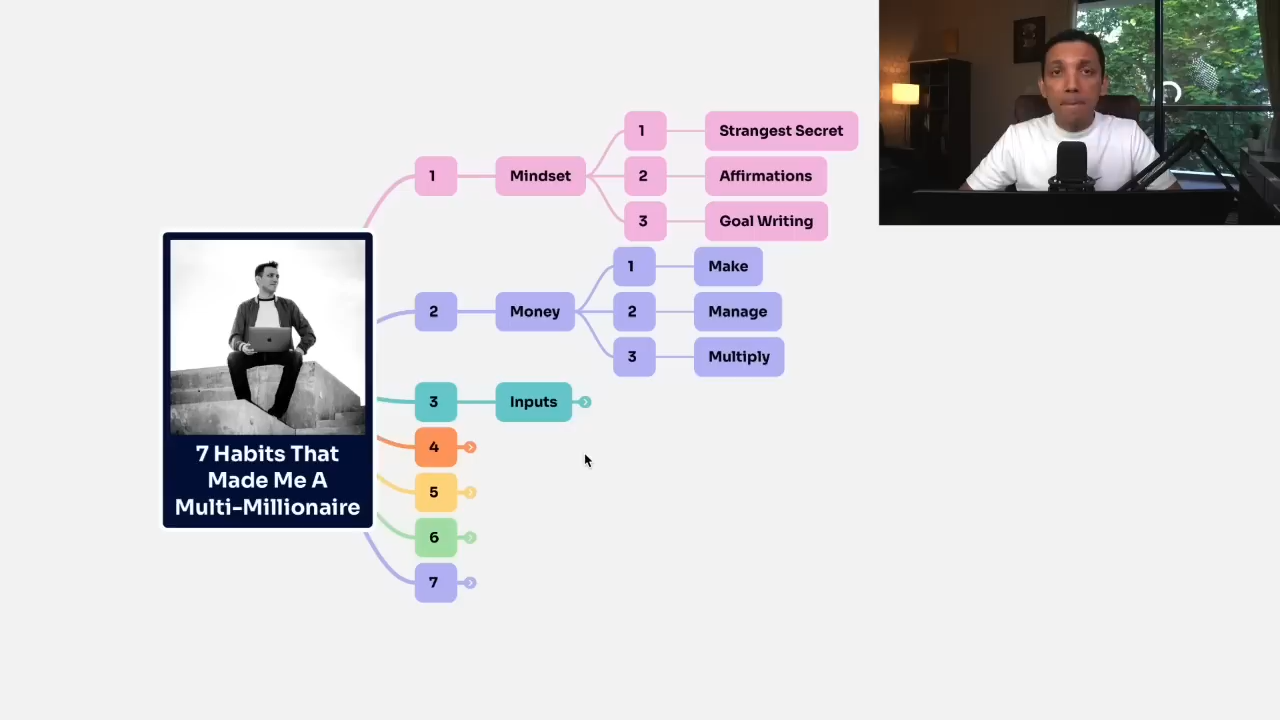 1
Mindset
1
Strangest Secret
2
Affirmations
3
Goal Writing
2
Money
1
Make
2
Manage
3
Multiply
3
Inputs
4
5
6
7
7 Habits That
Made Me A
Multi-Millionaire